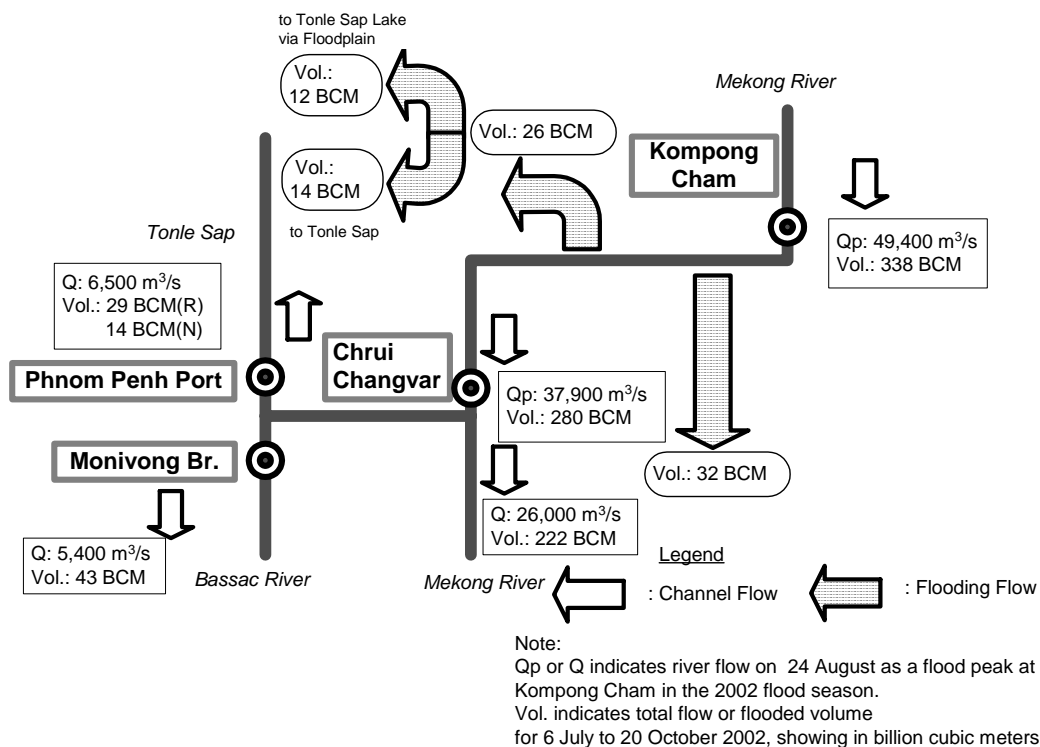 to Tonle Sap Lake
via Floodplain
Vol.:
12 BCM
Mekong River
Vol.: 26 BCM
Kompong
Cham
Vol.:
14 BCM
to Tonle Sap
Tonle Sap
Qp: 49,400 m³/s
Vol.: 338 BCM
Q: 6,500 m³/s
Vol.: 29 BCM(R)
14 BCM(N)
Chrui
Changvar
Phnom Penh Port
Qp: 37,900 m³/s
Vol.: 280 BCM
Monivong Br.
Vol.: 32 BCM
Q: 26,000 m³/s
Vol.: 222 BCM
Q: 5,400 m³/s
Vol.: 43 BCM
Bassac River
Mekong River
Legend
: Channel Flow
: Flooding Flow
Note:
Qp or Q indicates river flow on 24 August as a flood peak at
Kompong Cham in the 2002 flood season.
Vol. indicates total flow or flooded volume
for 6 July to 20 October 2002, showing in billion cubic meters